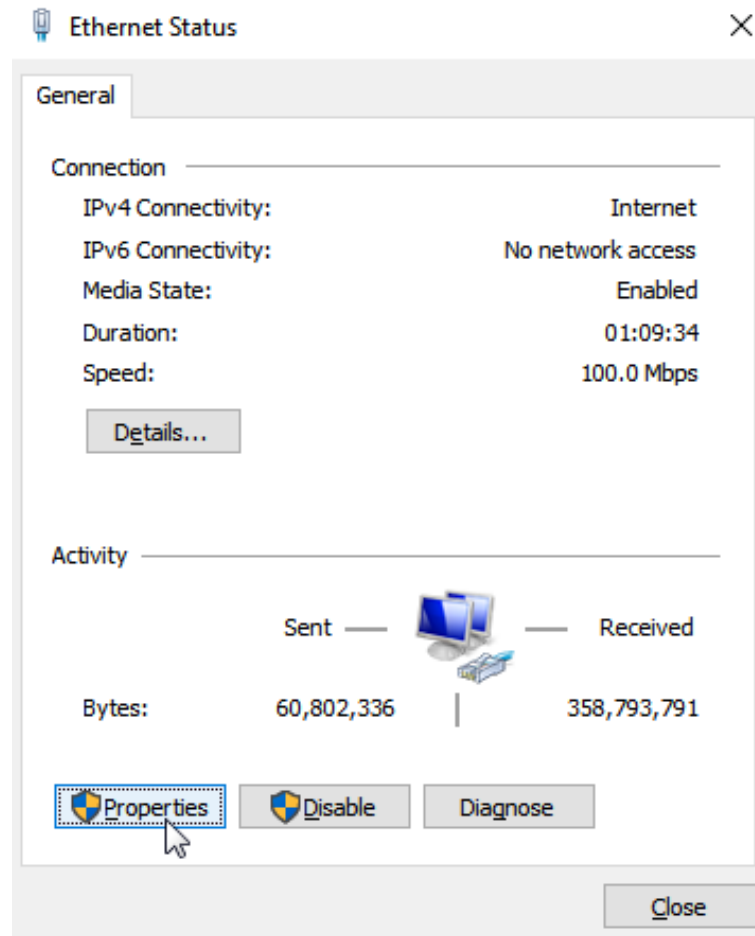 Ethernet Status
General
Connection
IPv4 Connectivity: Internet
IPv6 Connectivity: No network access
Media State: Enabled
Duration: 01:09:34
Speed: 100.0 Mbps
Details...
Activity
Sent Received
Bytes: 60,802,336 358,793,791
Properties Disable Diagnose
Close